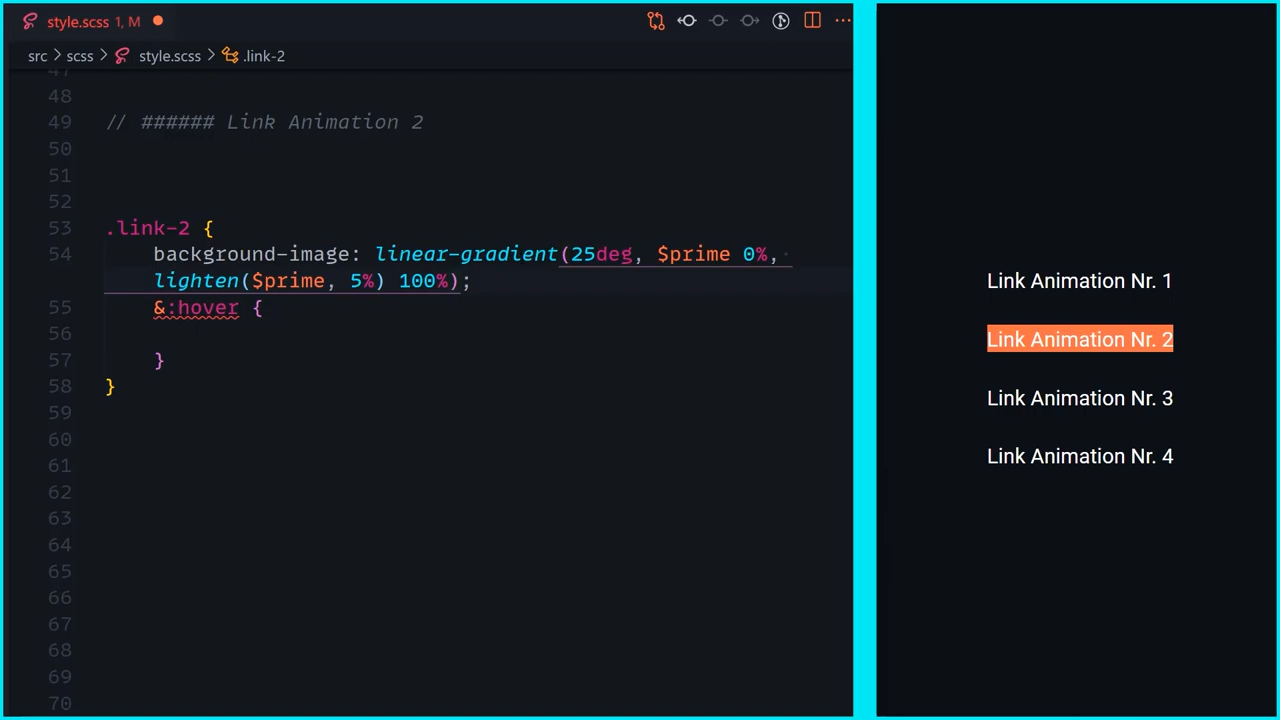 style.scss 1, M
src > scss > style.scss > .link-2
47
48
49 // ###### Link Animation 2
50
51
52
53 .link-2 {
54 background-image: linear-gradient(25deg, $prime 0%,
lighten($prime, 5%) 100%);
55 &:hover {
56
57 }
58 }
59
60
61
62
63
64
65
66
67
68
69
70
Link Animation Nr. 1
Link Animation Nr. 2
Link Animation Nr. 3
Link Animation Nr. 4